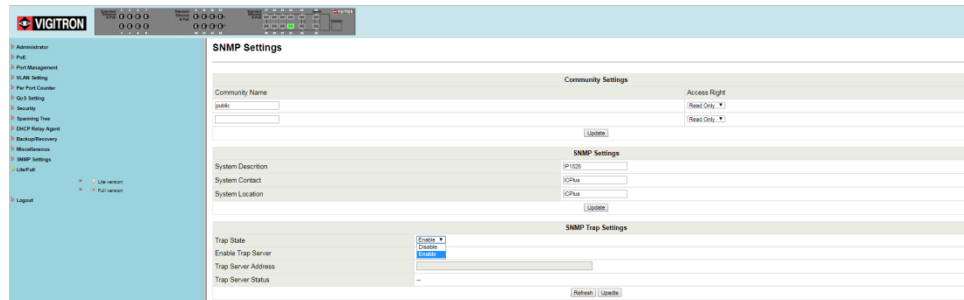 VIGITRON
SNMP Settings
Administrator
PoE
Port Management
VLAN Setting
Per Port Counter
QoS Setting
Security
Spanning Tree
DHCP Relay Agent
Backup/Recovery
Miscellaneous
SNMP Settings
Lite/Full
Lite version
Full version
Logout
Community Settings
Community Name Access Right
public Read Only
Read Only
Update
SNMP Settings
System Descrition IP1826
System Contact ICPlus
System Location ICPlus
Update
SNMP Trap Settings
Trap State Enable
Disable
Enable Trap Server Enable
Trap Server Address
Trap Server Status --
Refresh Upadte